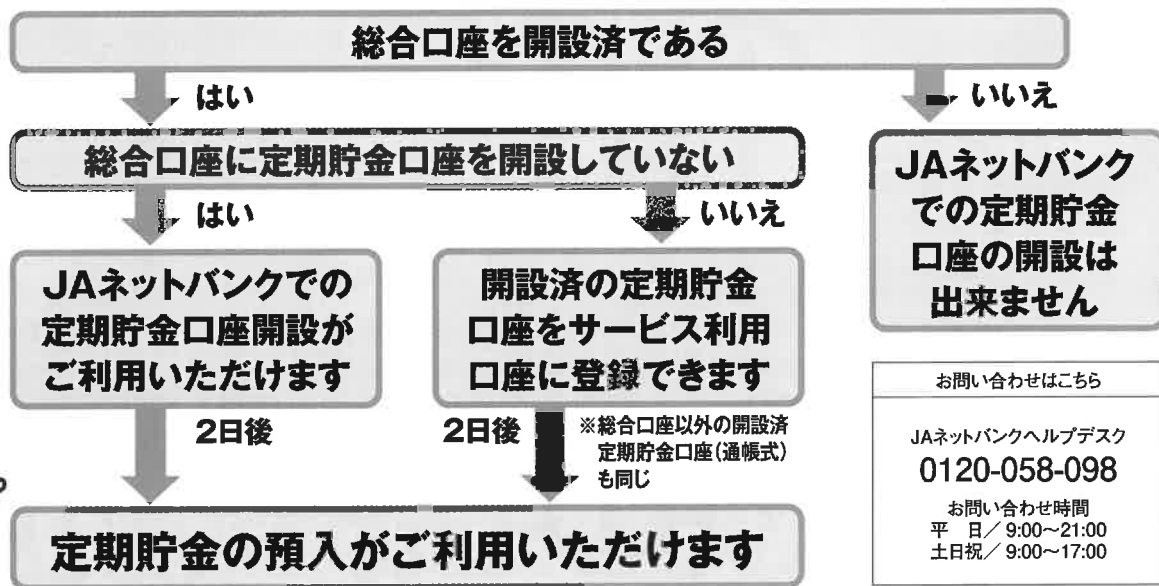 総合口座を開設済である
はい
いいえ
総合口座に定期貯金口座を開設していない
はい
いいえ
JAネットバンクでの
定期貯金口座開設が
ご利用いただけます
開設済の定期貯金
口座をサービス利用
口座に登録できます
JAネットバンク
での定期貯金
口座の開設は
出来ません
2日後
2日後
※総合口座以外の開設済
定期貯金口座(通帳式)
も同じ
定期貯金の預入がご利用いただけます
お問い合わせはこちら
JAネットバンクヘルプデスク
0120-058-098
お問い合わせ時間
平　日／9:00〜21:00
土日祝／9:00〜17:00